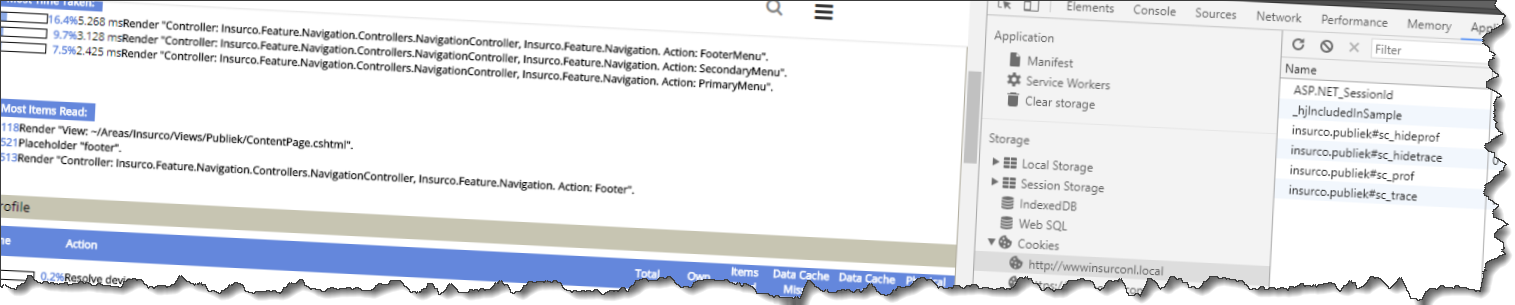 Most Time Taken:
16.4%5.268 msRender "Controller: Insurco.Feature.Navigation.Controllers.NavigationController, Insurco.Feature.Navigation. Action: FooterMenu".
9.7%3.128 msRender "Controller: Insurco.Feature.Navigation.Controllers.NavigationController, Insurco.Feature.Navigation. Action: SecondaryMenu".
7.5%2.425 msRender "Controller: Insurco.Feature.Navigation.Controllers.NavigationController, Insurco.Feature.Navigation. Action: PrimaryMenu".
Most Items Read:
118Render "View: ~/Areas/Insurco/Views/Publiek/ContentPage.cshtml".
521Placeholder "footer".
513Render "Controller: Insurco.Feature.Navigation.Controllers.NavigationController, Insurco.Feature.Navigation. Action: Footer".
rofile
me Action Total Own Items Data Cache Data Cache
0.2%Resolve devi
Elements Console Sources Network Performance Memory Appl
Application
Manifest
Service Workers
Clear storage
Storage
Local Storage
Session Storage
IndexedDB
Web SQL
Cookies
http://wwwinsurconl.local
Filter
Name
ASP.NET_SessionId
_hjIncludedInSample
insurco.publiek#sc_hideprof
insurco.publiek#sc_hidetrace
insurco.publiek#sc_prof
insurco.publiek#sc_trace